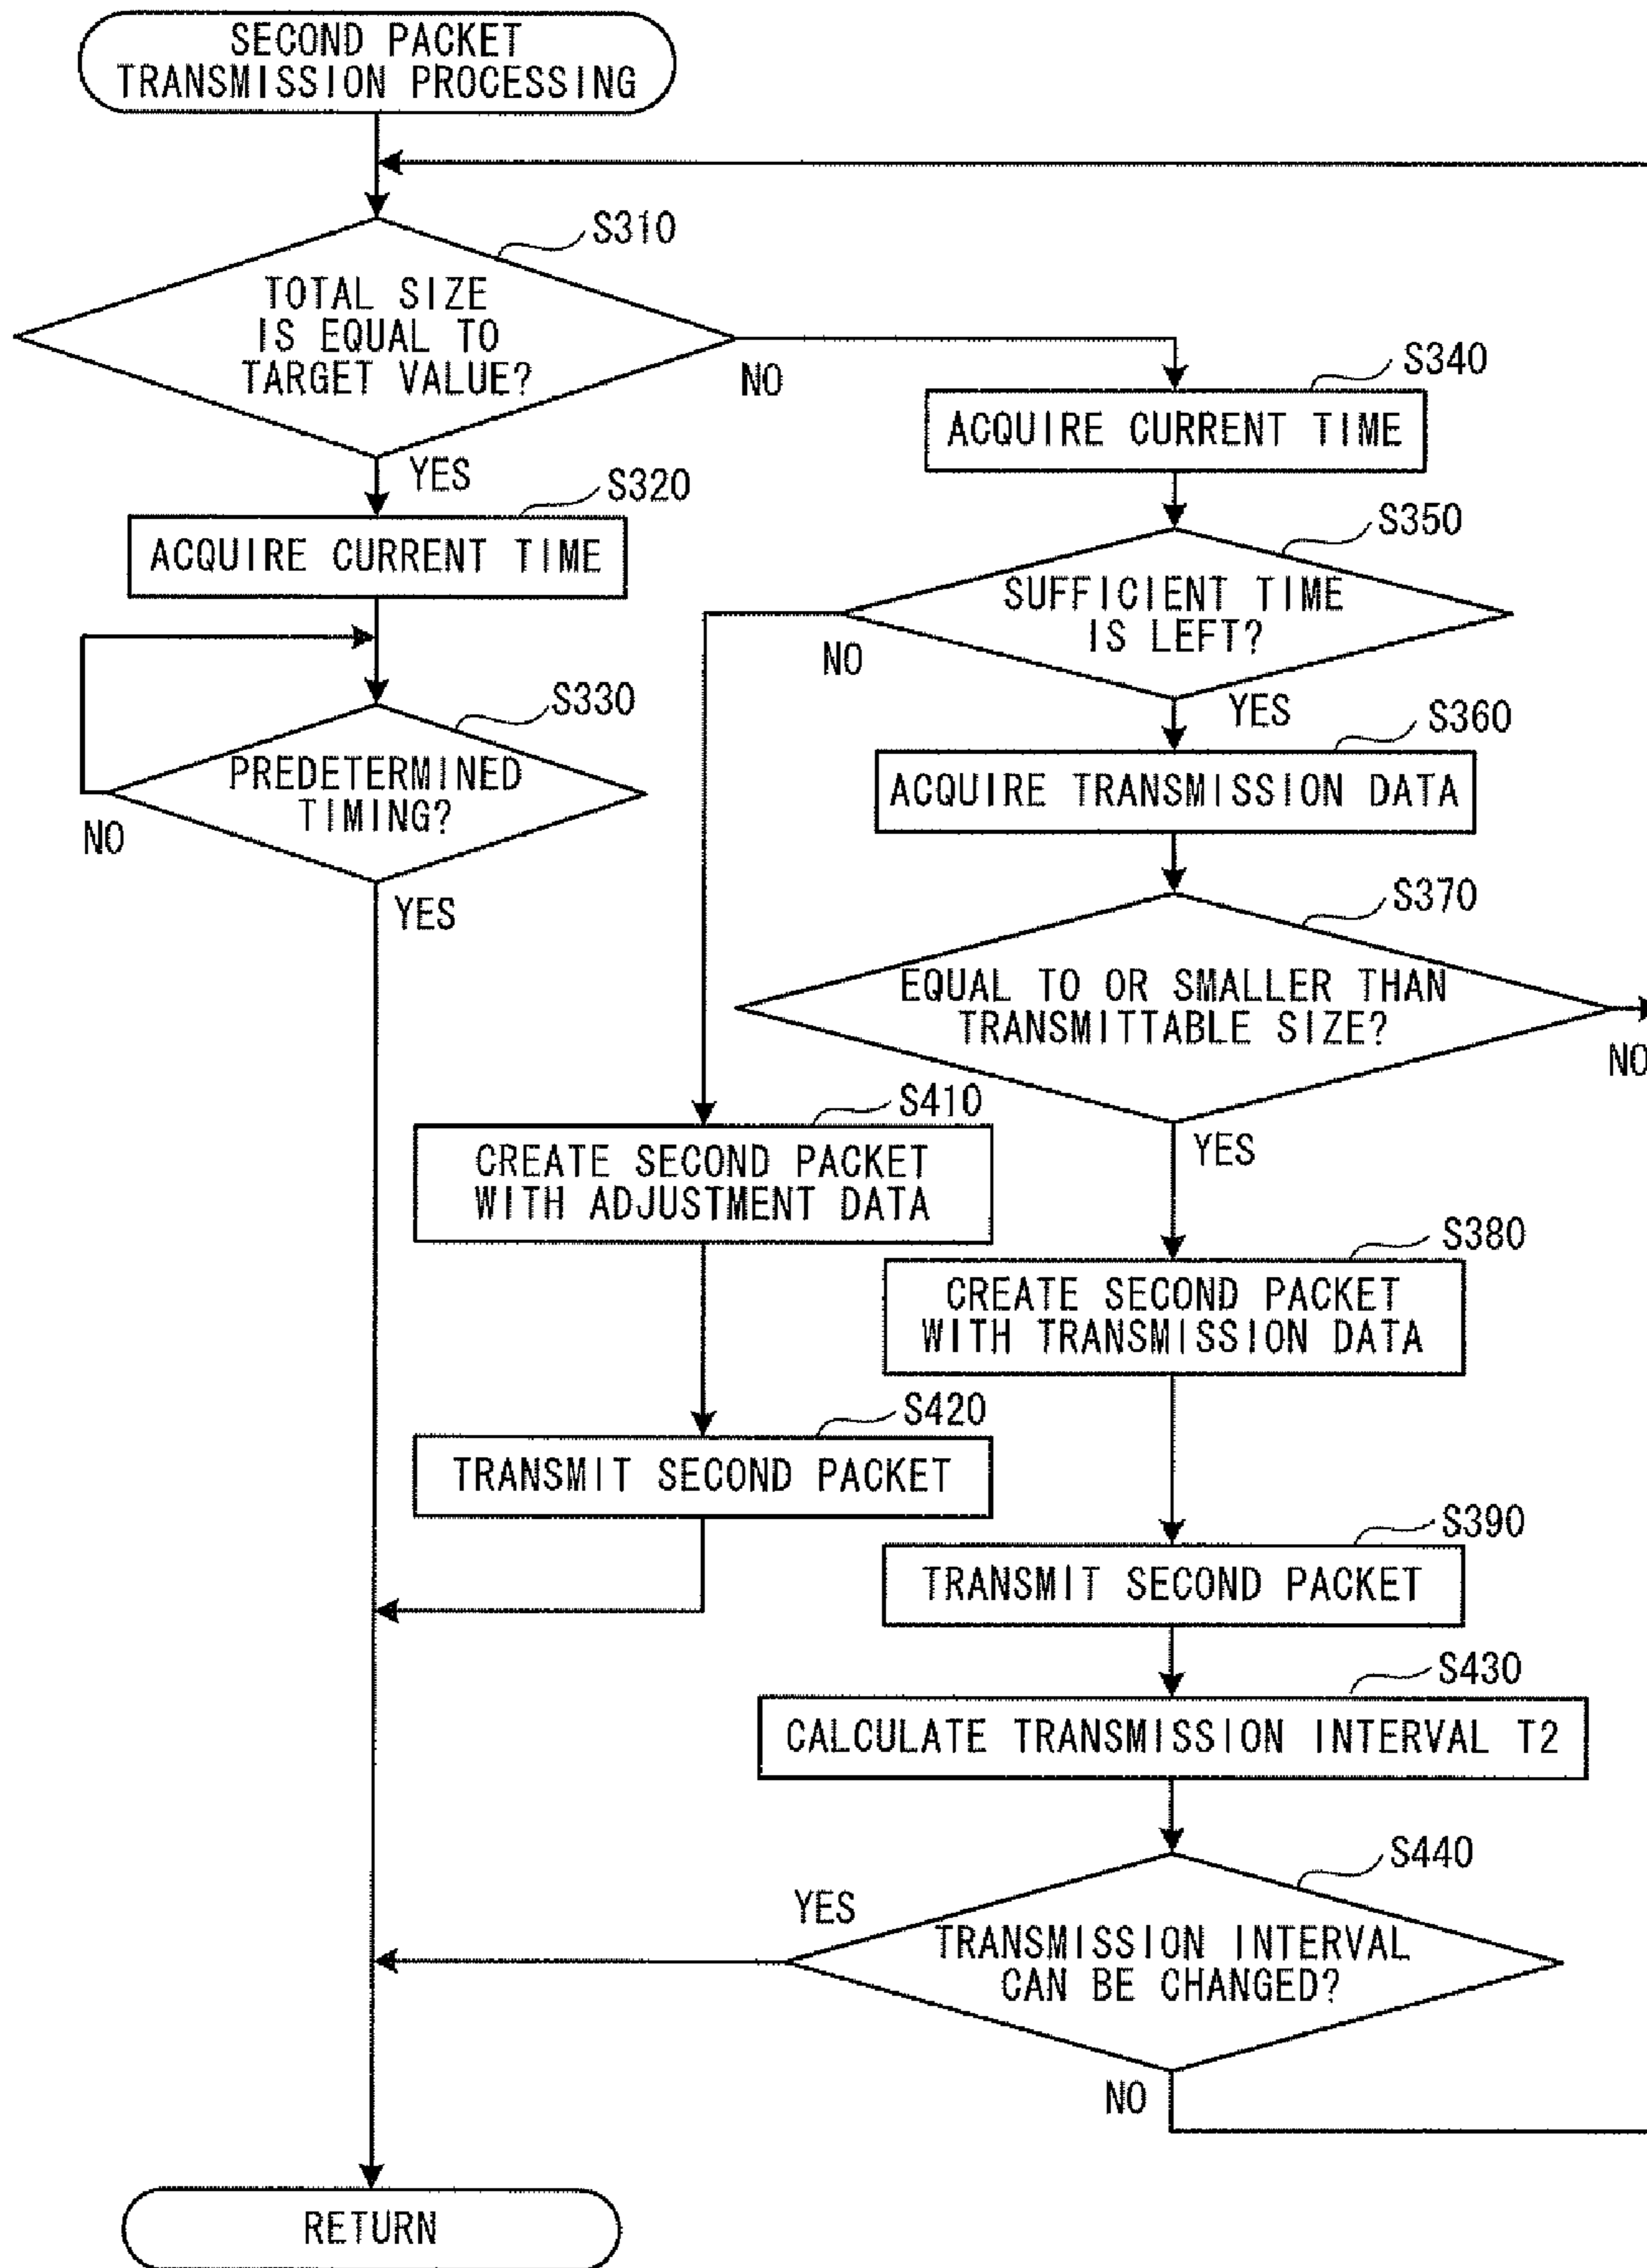 SECOND PACKET
TRANSMISSION PROCESSING
S310
TOTAL SIZE
IS EQUAL TO
TARGET VALUE?
NO
YES
S320
ACQUIRE CURRENT TIME
S330
PREDETERMINED
TIMING?
NO
YES
S340
ACQUIRE CURRENT TIME
S350
SUFFICIENT TIME
IS LEFT?
NO
YES
S360
ACQUIRE TRANSMISSION DATA
S370
EQUAL TO OR SMALLER THAN
TRANSMITTABLE SIZE?
NO
YES
S410
CREATE SECOND PACKET
WITH ADJUSTMENT DATA
S420
TRANSMIT SECOND PACKET
S380
CREATE SECOND PACKET
WITH TRANSMISSION DATA
S390
TRANSMIT SECOND PACKET
S430
CALCULATE TRANSMISSION INTERVAL T2
S440
TRANSMISSION INTERVAL
CAN BE CHANGED?
YES
NO
RETURN